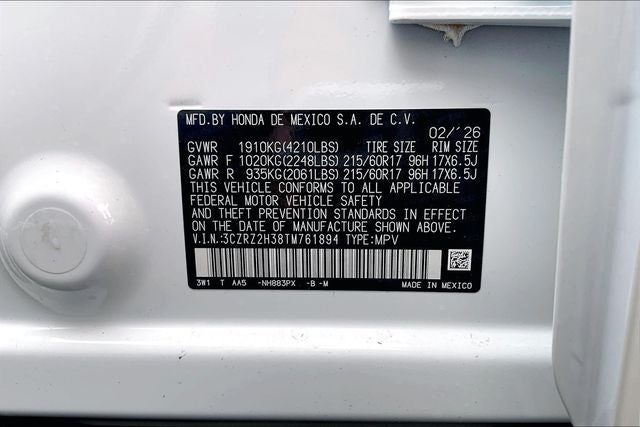 MFD.BY HONDA DE MEXICO S.A. DE C.V.
02/'26
GVWR 1910KG(4210LBS) TIRE SIZE RIM SIZE
GAWR F 1020KG(2248LBS) 215/60R17 96H 17X6.5J
GAWR R 935KG(2061LBS) 215/60R17 96H 17X6.5J
THIS VEHICLE CONFORMS TO ALL APPLICABLE
FEDERAL MOTOR VEHICLE SAFETY
AND THEFT PREVENTION STANDARDS IN EFFECT
ON THE DATE OF MANUFACTURE SHOWN ABOVE.
V.I.N.:3CZRZ2H38TM761894 TYPE:MPV
3W1 T AA5 -NH883PX -B -M MADE IN MEXICO